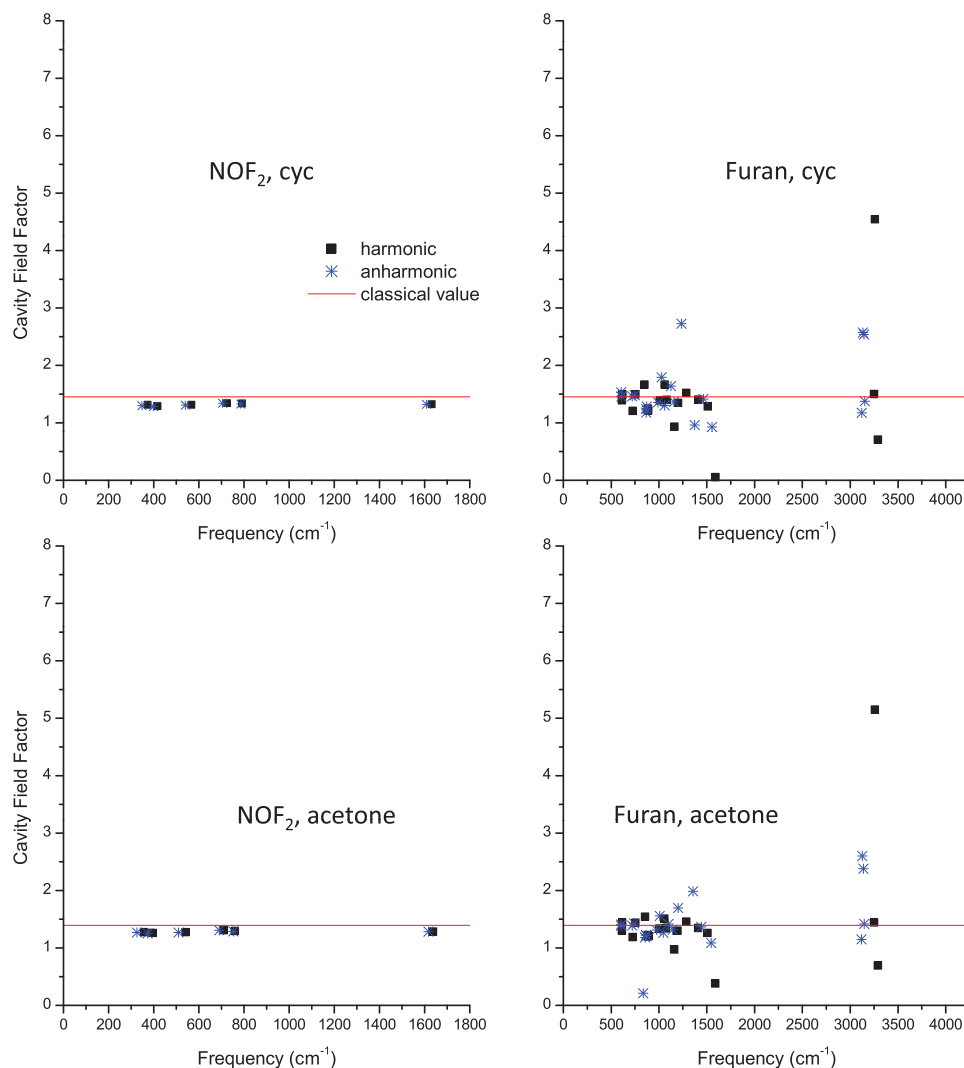 8
7
6
5
4
3
2
1
0
Cavity Field Factor
NOF₂, cyc
harmonic
anharmonic
classical value
0 200 400 600 800 1000 1200 1400 1600 1800
Frequency (cm⁻¹)
8
7
6
5
4
3
2
1
0
Furan, cyc
0 500 1000 1500 2000 2500 3000 3500 4000
Frequency (cm⁻¹)
8
7
6
5
4
3
2
1
0
Cavity Field Factor
NOF₂, acetone
0 200 400 600 800 1000 1200 1400 1600 1800
Frequency (cm⁻¹)
8
7
6
5
4
3
2
1
0
Furan, acetone
0 500 1000 1500 2000 2500 3000 3500 4000
Frequency (cm⁻¹)